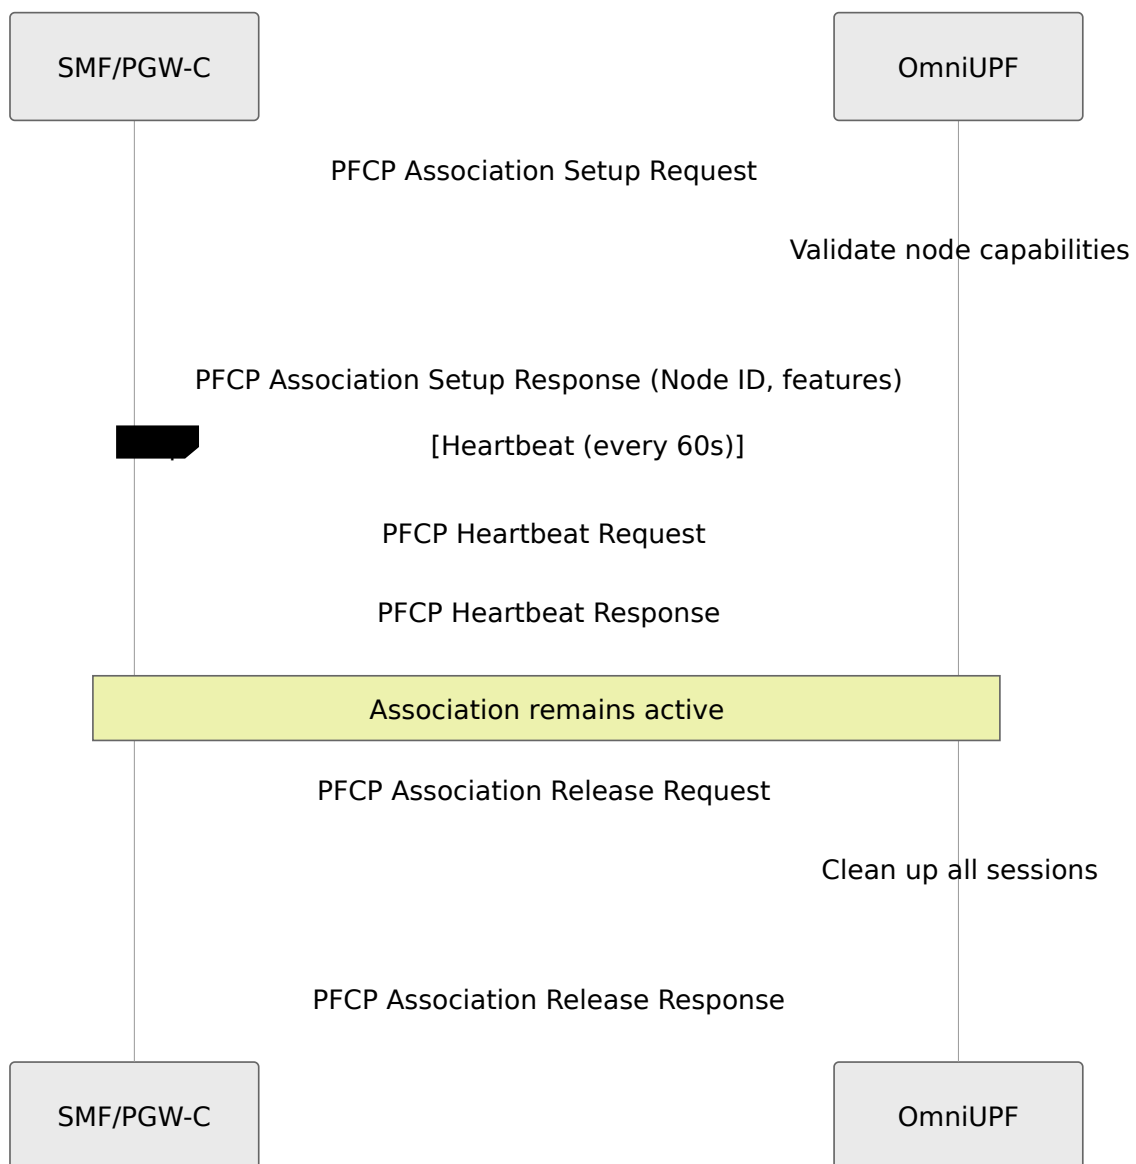 SMF/PGW-C
OmniUPF
PFCP Association Setup Request
Validate node capabilities
PFCP Association Setup Response (Node ID, features)
[Heartbeat (every 60s)]
PFCP Heartbeat Request
PFCP Heartbeat Response
Association remains active
PFCP Association Release Request
Clean up all sessions
PFCP Association Release Response
SMF/PGW-C
OmniUPF